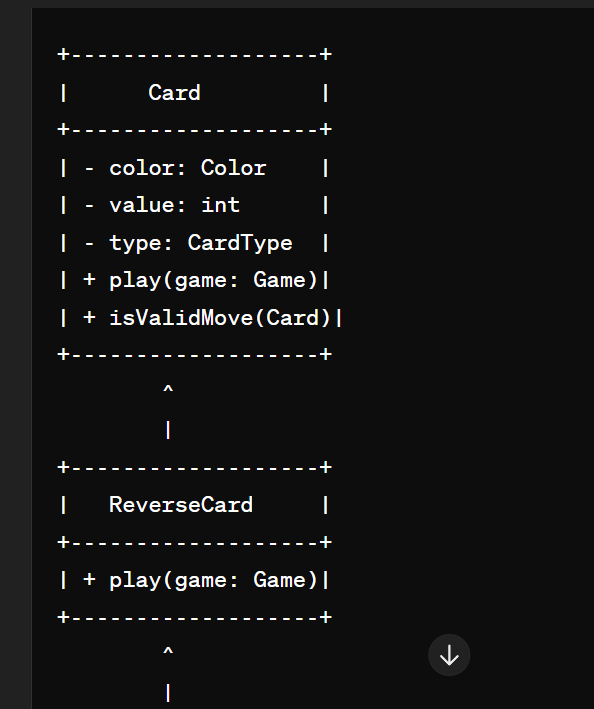 +-------------------+
|      Card         |
+-------------------+
| - color: Color    |
| - value: int      |
| - type: CardType  |
| + play(game: Game)|
| + isValidMove(Card)|
+-------------------+
        ^
        |
+-------------------+
|   ReverseCard     |
+-------------------+
| + play(game: Game)|
+-------------------+
        ^
        |